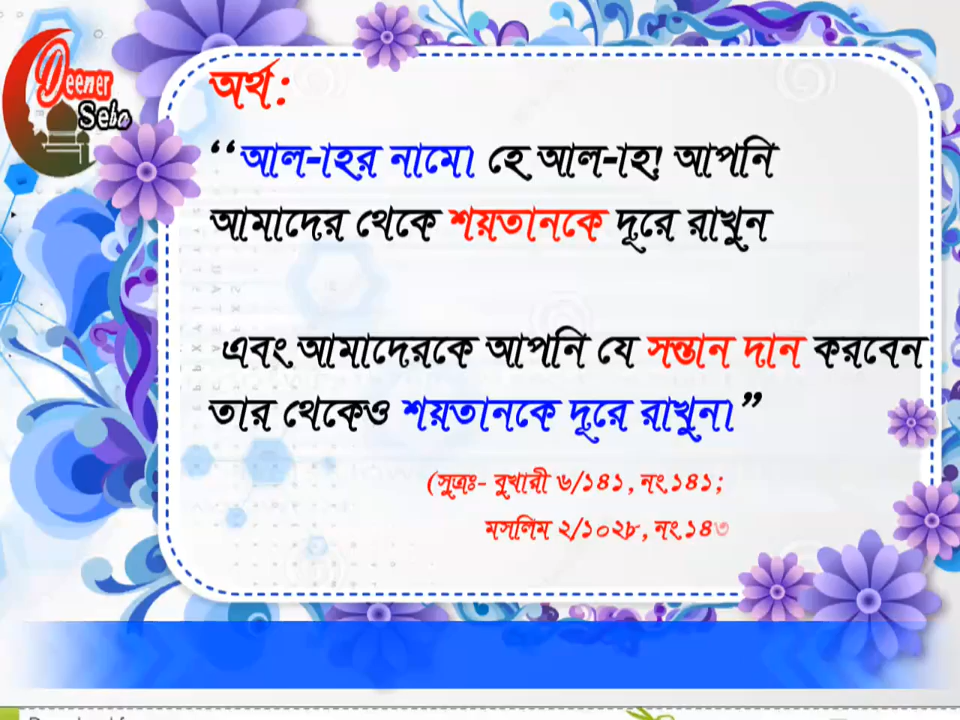 Deener
Seba
অর্থ:
‘‘আল-াহর নামে। হে আল-াহ! আপনি
আমাদের থেকে শয়তানকে দূরে রাখুন
এবং আমাদেরকে আপনি যে সন্তান দান করবেন
তার থেকেও শয়তানকে দূরে রাখুন।”
(সুত্রঃ- বুখারী ৬/১৪১, নং.১৪১;
মসলিম ২/১০২৮, নং.১৪৩